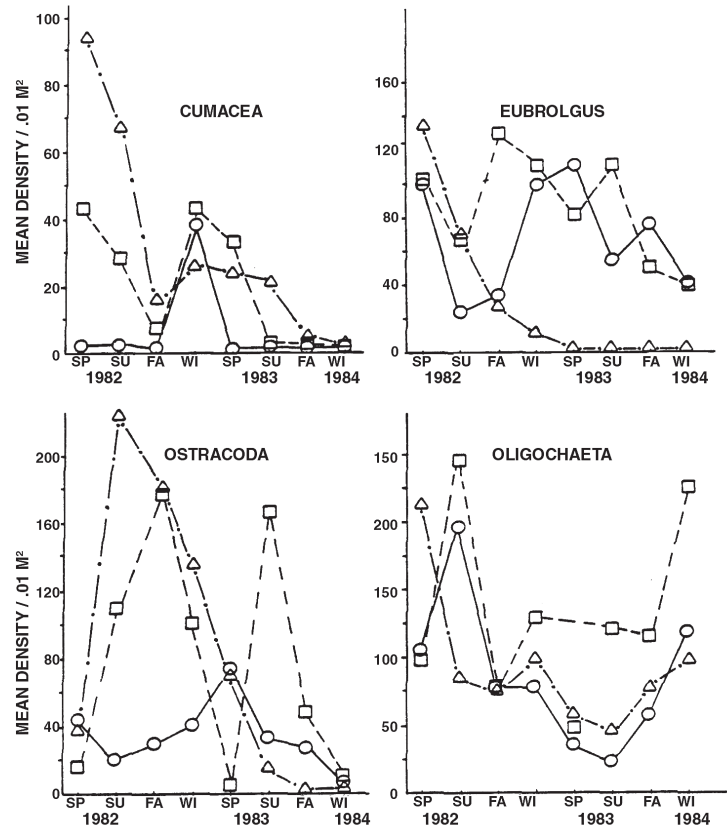 CUMACEA
MEAN DENSITY / .01 M²
100
80
60
40
20
0
SP SU FA WI SP SU FA WI
1982 1983 1984
EUBROLGUS
160
120
80
40
0
SP SU FA WI SP SU FA WI
1982 1983 1984
OSTRACODA
MEAN DENSITY / .01 M²
200
160
120
80
40
0
SP SU FA WI SP SU FA WI
1982 1983 1984
OLIGOCHAETA
150
200
150
100
50
0
SP SU FA WI SP SU FA WI
1982 1983 1984